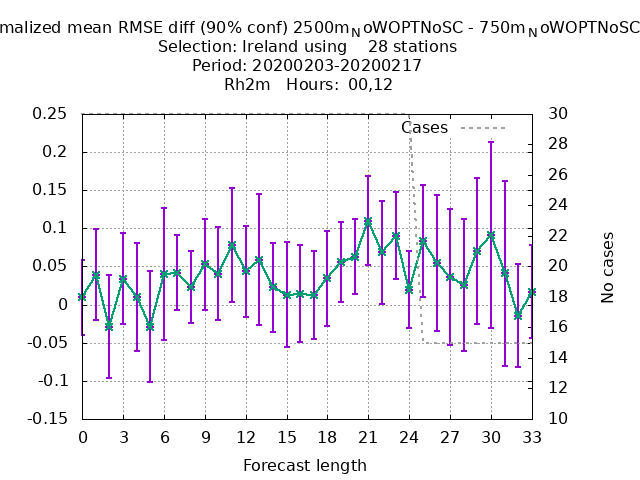 malized mean RMSE diff (90% conf) 2500mNoWOPTNoSC - 750mNoWOPTNoSC
Selection: Ireland using 28 stations
Period: 20200203-20200217
Rh2m Hours: 00,12
Cases
0.25
0.2
0.15
0.1
0.05
0
-0.05
-0.1
-0.15
30
28
26
24
22
20
18
16
14
12
10
No cases
0 3 6 9 12 15 18 21 24 27 30 33
Forecast length